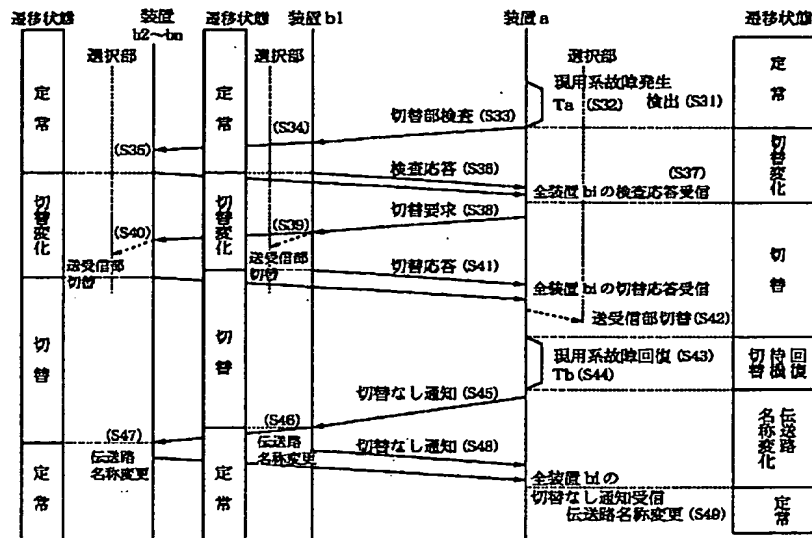 遷移状態
装置
b2〜bn
遷移状態
装置 b1
装置 a
遷移状態
選択部
選択部
選択部
定常
定常
定常
現用系故障発生
Ta (S32) 検出 (S31)
切替部検査 (S33)
(S34)
(S35)
検査応答 (S36)
(S37)
全装置 bi の検査応答受信
切替変化
切替変化
切替変化
切替要求 (S38)
(S39)
(S40)
送受信部
切替
送受信部
切替
切替応答 (S41)
全装置 bi の切替応答受信
送受信部切替 (S42)
切替
切替
切替
現用系故障回復 (S43)
Tb (S44)
回復
待機
切替
切替なし通知 (S45)
(S46)
(S47)
伝送路
名称変更
伝送路
名称変更
切替なし通知 (S48)
全装置 bi の
切替なし通知受信
伝送路名称変更 (S49)
伝送路
名称変化
定常
定常
定常